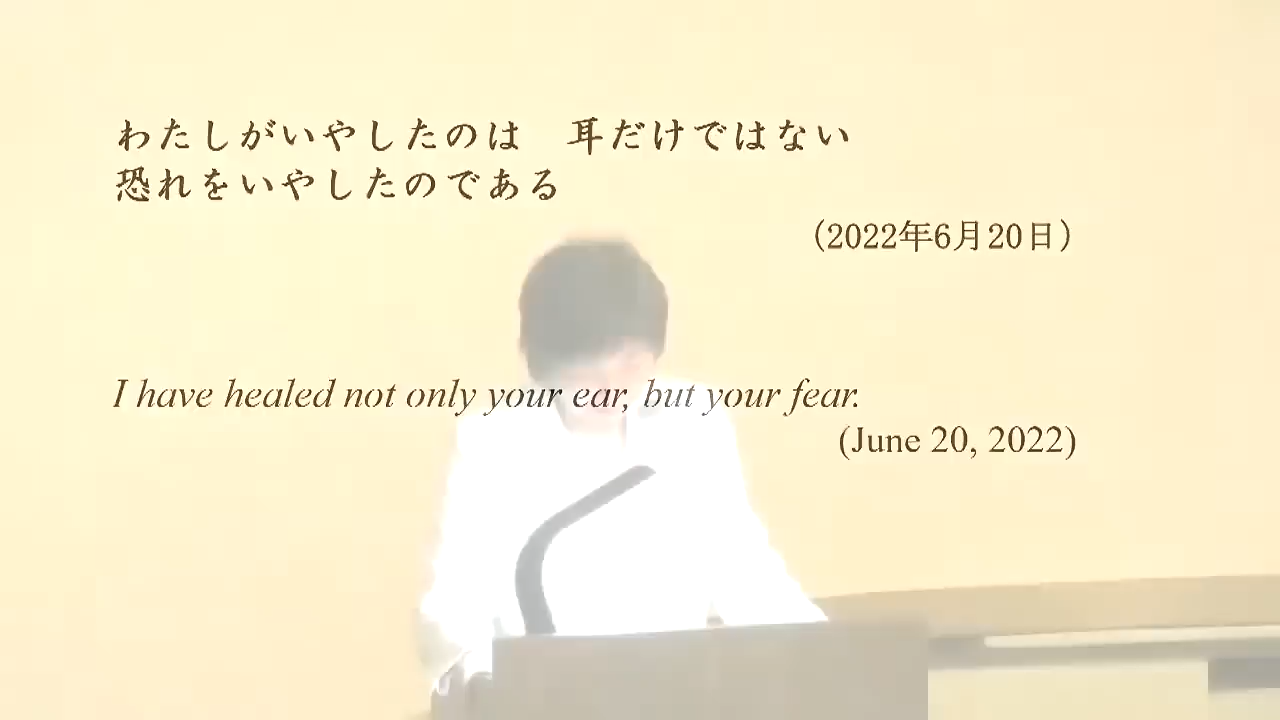 わたしがいやしたのは　耳だけではない
恐れをいやしたのである
（2022年6月20日）
I have healed not only your ear, but your fear.
(June 20, 2022)